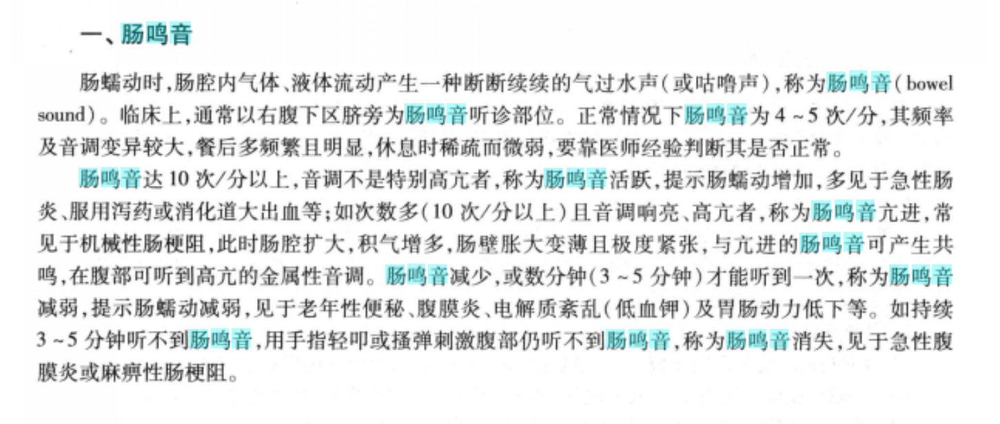 一、肠鸣音
肠蠕动时,肠腔内气体、液体流动产生一种断断续续的气过水声(或咕噜声),称为肠鸣音(bowel
sound)。临床上,通常以右腹下区脐旁为肠鸣音听诊部位。正常情况下肠鸣音为 4 ~ 5 次/分,其频率
及音调变异较大,餐后多频繁且明显,休息时稀疏而微弱,要靠医师经验判断其是否正常。
肠鸣音达 10 次/分以上,音调不是特别高亢者,称为肠鸣音活跃,提示肠蠕动增加,多见于急性肠
炎、服用泻药或消化道大出血等;如次数多(10 次/分以上)且音调响亮、高亢者,称为肠鸣音亢进,常
见于机械性肠梗阻,此时肠腔扩大,积气增多,肠壁胀大变薄且极度紧张,与亢进的肠鸣音可产生共
鸣,在腹部可听到高亢的金属性音调。肠鸣音减少,或数分钟(3 ~ 5 分钟)才能听到一次,称为肠鸣音
减弱,提示肠蠕动减弱,见于老年性便秘、腹膜炎、电解质紊乱(低血钾)及胃肠动力低下等。如持续
3 ~ 5 分钟听不到肠鸣音,用手指轻叩或搔弹刺激腹部仍听不到肠鸣音,称为肠鸣音消失,见于急性腹
膜炎或麻痹性肠梗阻。